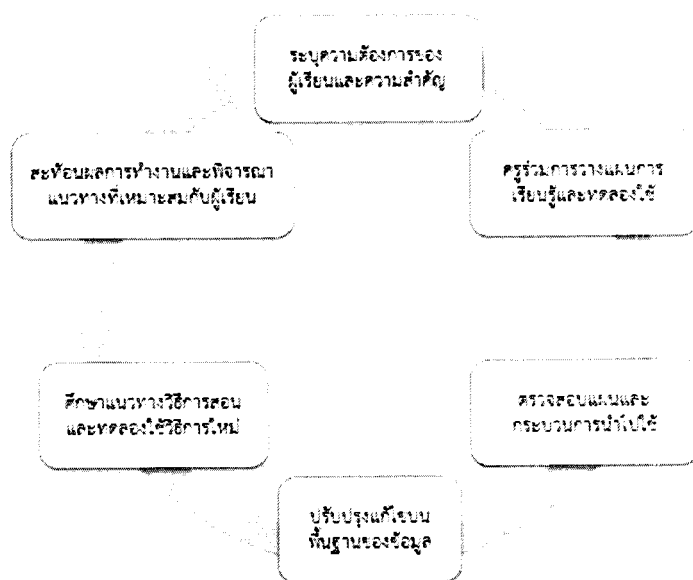 ระบุความต้องการของ
ผู้เรียนและความสำคัญ
ครูร่วมการวางแผนการ
เรียนรู้และทดลองใช้
ตรวจสอบแผนและ
กระบวนการนำไปใช้
ปรับปรุงแก้ไขบน
พื้นฐานของข้อมูล
ศึกษาแนวทางวิธีการสอน
และทดลองใช้วิธีการใหม่
สะท้อนผลการทำงานและพิจารณา
แนวทางที่เหมาะสมกับผู้เรียน